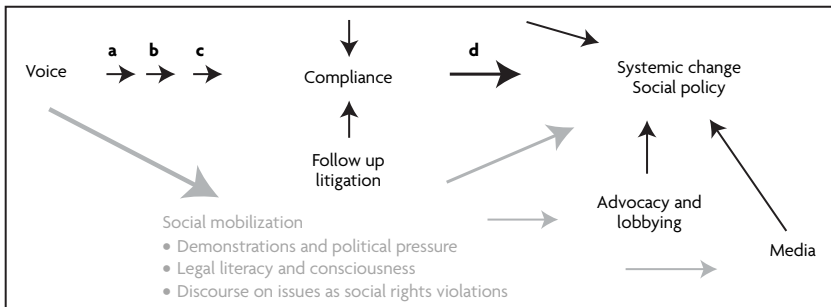 a b c d
Voice
Compliance
Systemic change
Social policy
Follow up
litigation
Advocacy and
lobbying
Social mobilization
• Demonstrations and political pressure
• Legal literacy and consciousness
• Discourse on issues as social rights violations
Media